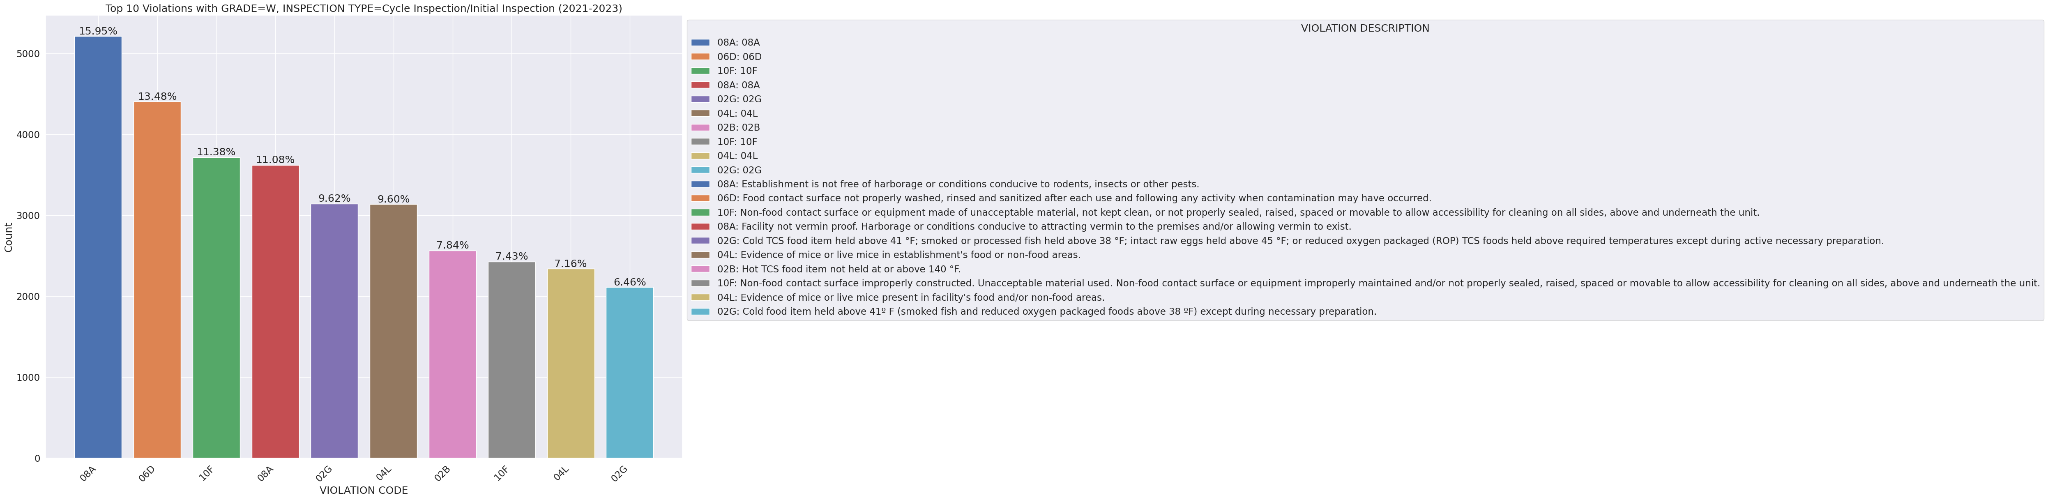 Top 10 Violations with GRADE=W, INSPECTION TYPE=Cycle Inspection/Initial Inspection (2021-2023)
15.95%
13.48%
11.38%
11.08%
9.62%
9.60%
7.84%
7.43%
7.16%
6.46%
5000
4000
3000
2000
1000
0
Count
08A
06D
10F
08A
02G
04L
02B
10F
04L
02G
VIOLATION CODE
VIOLATION DESCRIPTION
08A: 08A
06D: 06D
10F: 10F
08A: 08A
02G: 02G
04L: 04L
02B: 02B
10F: 10F
04L: 04L
02G: 02G
08A: Establishment is not free of harborage or conditions conducive to rodents, insects or other pests.
06D: Food contact surface not properly washed, rinsed and sanitized after each use and following any activity when contamination may have occurred.
10F: Non-food contact surface or equipment made of unacceptable material, not kept clean, or not properly sealed, raised, spaced or movable to allow accessibility for cleaning on all sides, above and underneath the unit.
08A: Facility not vermin proof. Harborage or conditions conducive to attracting vermin to the premises and/or allowing vermin to exist.
02G: Cold TCS food item held above 41 °F; smoked or processed fish held above 38 °F; intact raw eggs held above 45 °F; or reduced oxygen packaged (ROP) TCS foods held above required temperatures except during active necessary preparation.
04L: Evidence of mice or live mice in establishment's food or non-food areas.
02B: Hot TCS food item not held at or above 140 °F.
10F: Non-food contact surface improperly constructed. Unacceptable material used. Non-food contact surface or equipment improperly maintained and/or not properly sealed, raised, spaced or movable to allow accessibility for cleaning on all sides, above and underneath the unit.
04L: Evidence of mice or live mice present in facility's food and/or non-food areas.
02G: Cold food item held above 41º F (smoked fish and reduced oxygen packaged foods above 38 ºF) except during necessary preparation.